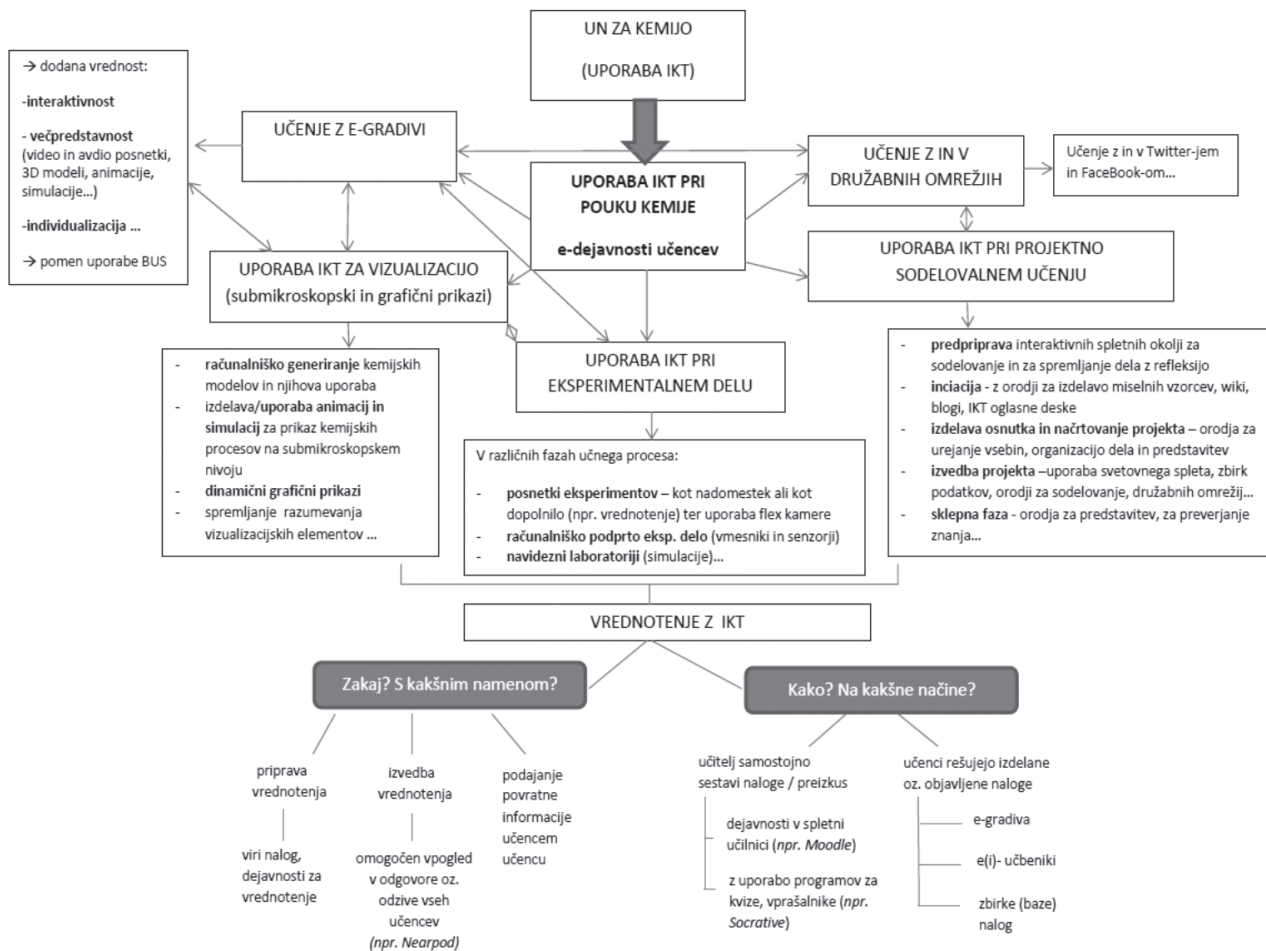 UN ZA KEMIJO
(UPORABA IKT)
→ dodana vrednost:
-interaktivnost
- večpredstavnost
(video in avdio posnetki,
3D modeli, animacije,
simulacije...)
-individualizacija ...
→ pomen uporabe BUS
UČENJE Z E-GRADIVI
UPORABA IKT PRI
POUKU KEMIJE
e-dejavnosti učencev
UČENJE Z IN V
DRUŽABNIH OMREŽJIH
Učenje z in v Twitter-jem
in FaceBook-om...
UPORABA IKT ZA VIZUALIZACIJO
(submikroskopski in grafični prikazi)
UPORABA IKT PRI PROJEKTNO
SODELOVALNEM UČENJU
UPORABA IKT PRI
EKSPERIMENTALNEM DELU
- računalniško generiranje kemijskih
modelov in njihova uporaba
- izdelava/uporaba animacij in
simulacij za prikaz kemijskih
procesov na submikroskopskem
nivoju
- dinamični grafični prikazi
- spremljanje razumevanja
vizualizacijskih elementov ...
V različnih fazah učnega procesa:
- posnetki eksperimentov – kot nadomestek ali kot
dopolnilo (npr. vrednotenje) ter uporaba flex kamere
- računalniško podprto eksp. delo (vmesniki in senzorji)
- navidezni laboratoriji (simulacije)...
- predpriprava interaktivnih spletnih okolji za
sodelovanje in za spremljanje dela z refleksijo
- inciacija - z orodji za izdelavo miselnih vzorcev, wiki,
blogi, IKT oglasne deske
- izdelava osnutka in načrtovanje projekta – orodja za
urejanje vsebin, organizacijo dela in predstavitev
- izvedba projekta –uporaba svetovnega spleta, zbirk
podatkov, orodji za sodelovanje, družabnih omrežij...
- sklepna faza - orodja za predstavitev, za preverjanje
znanja...
VREDNOTENJE Z IKT
Zakaj? S kakšnim namenom?
Kako? Na kakšne načine?
priprava
vrednotenja
viri nalog,
dejavnosti za
vrednotenje
izvedba
vrednotenja
omogočen vpogled
v odgovore oz.
odzive vseh
učencev
(npr. Nearpod)
podajanje
povratne
informacije
učencem
učencu
učitelj samostojno
sestavi naloge / preizkus
dejavnosti v spletni
učilnici (npr. Moodle)
z uporabo programov za
kvize, vprašalnike (npr.
Socrative)
učenci rešujejo izdelane
oz. objavljene naloge
e-gradiva
e(i)- učbeniki
zbirke (baze)
nalog